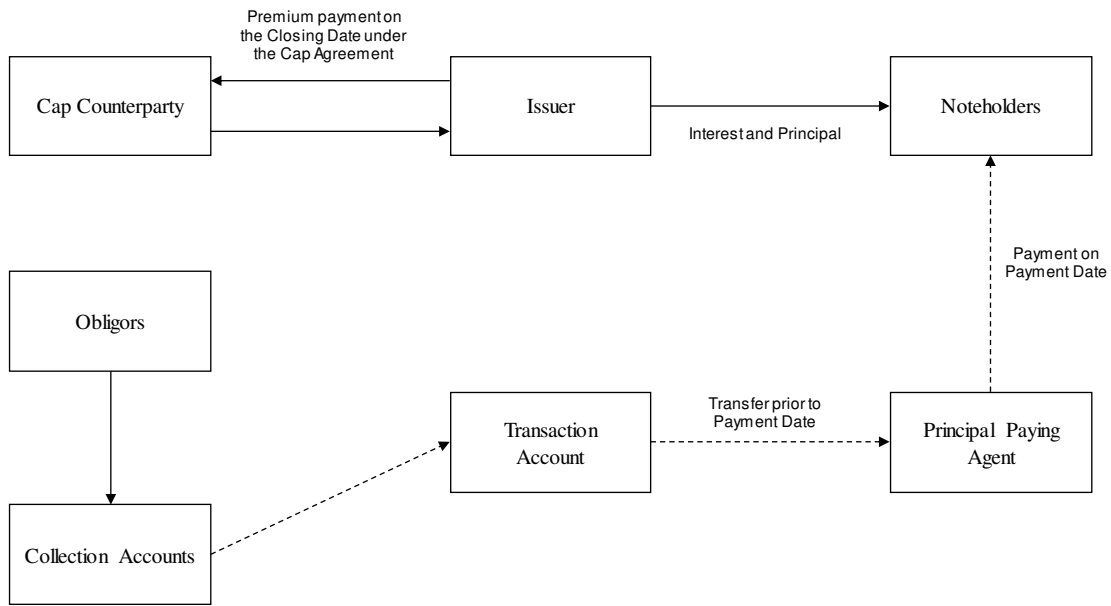 Premium payment on
the Closing Date under
the Cap Agreement
Cap Counterparty
Issuer
Noteholders
Interest and Principal
Payment on
Payment Date
Obligors
Transfer prior to
Payment Date
Transaction
Account
Principal Paying
Agent
Collection Accounts